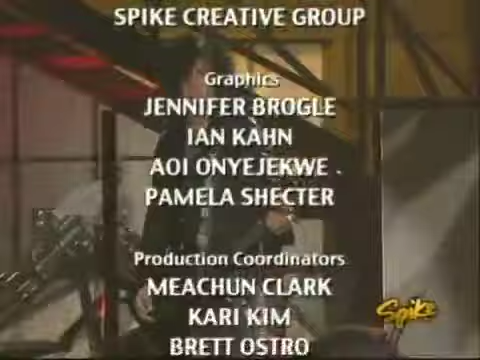 SPIKE CREATIVE GROUP
Graphics
JENNIFER BROGLE
IAN KAHN
AOI ONYEJEKWE
PAMELA SHECTER
Production Coordinators
MEACHUN CLARK
KARI KIM
Spike
BRETT OSTRO